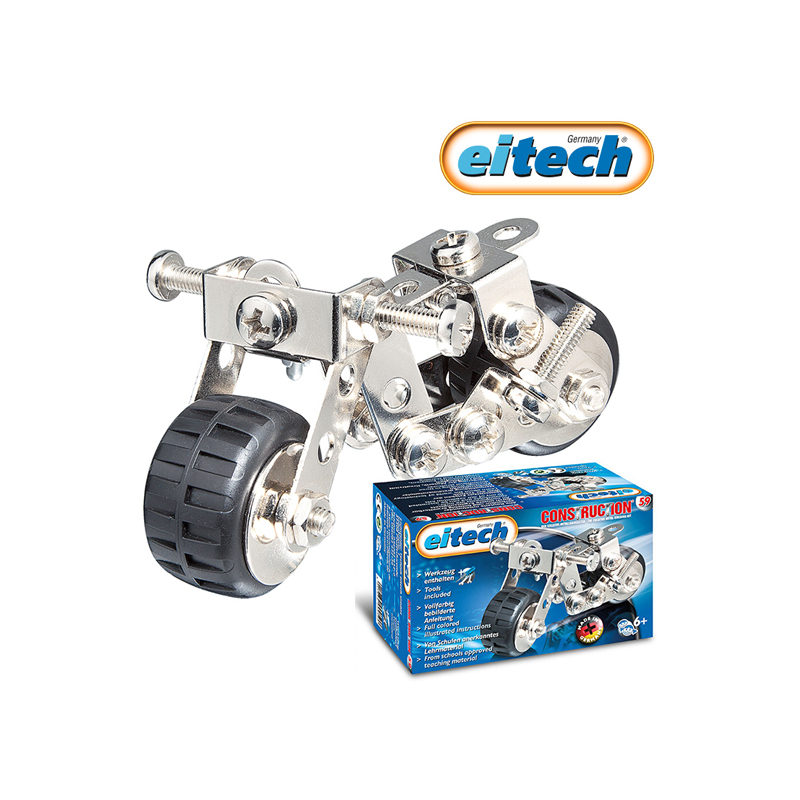 Germany
eitech®
Germany
eitech
CONSTRUCTION
59
> Werkzeug
enthalten
> Tools
included
> Vollfarbig
bebilderte
Anleitung
> Full colored
illustrated instructions
> Von Schulen anerkanntes
Lehrmaterial
> From schools approved
teaching material
MADE IN
GERMANY
6+